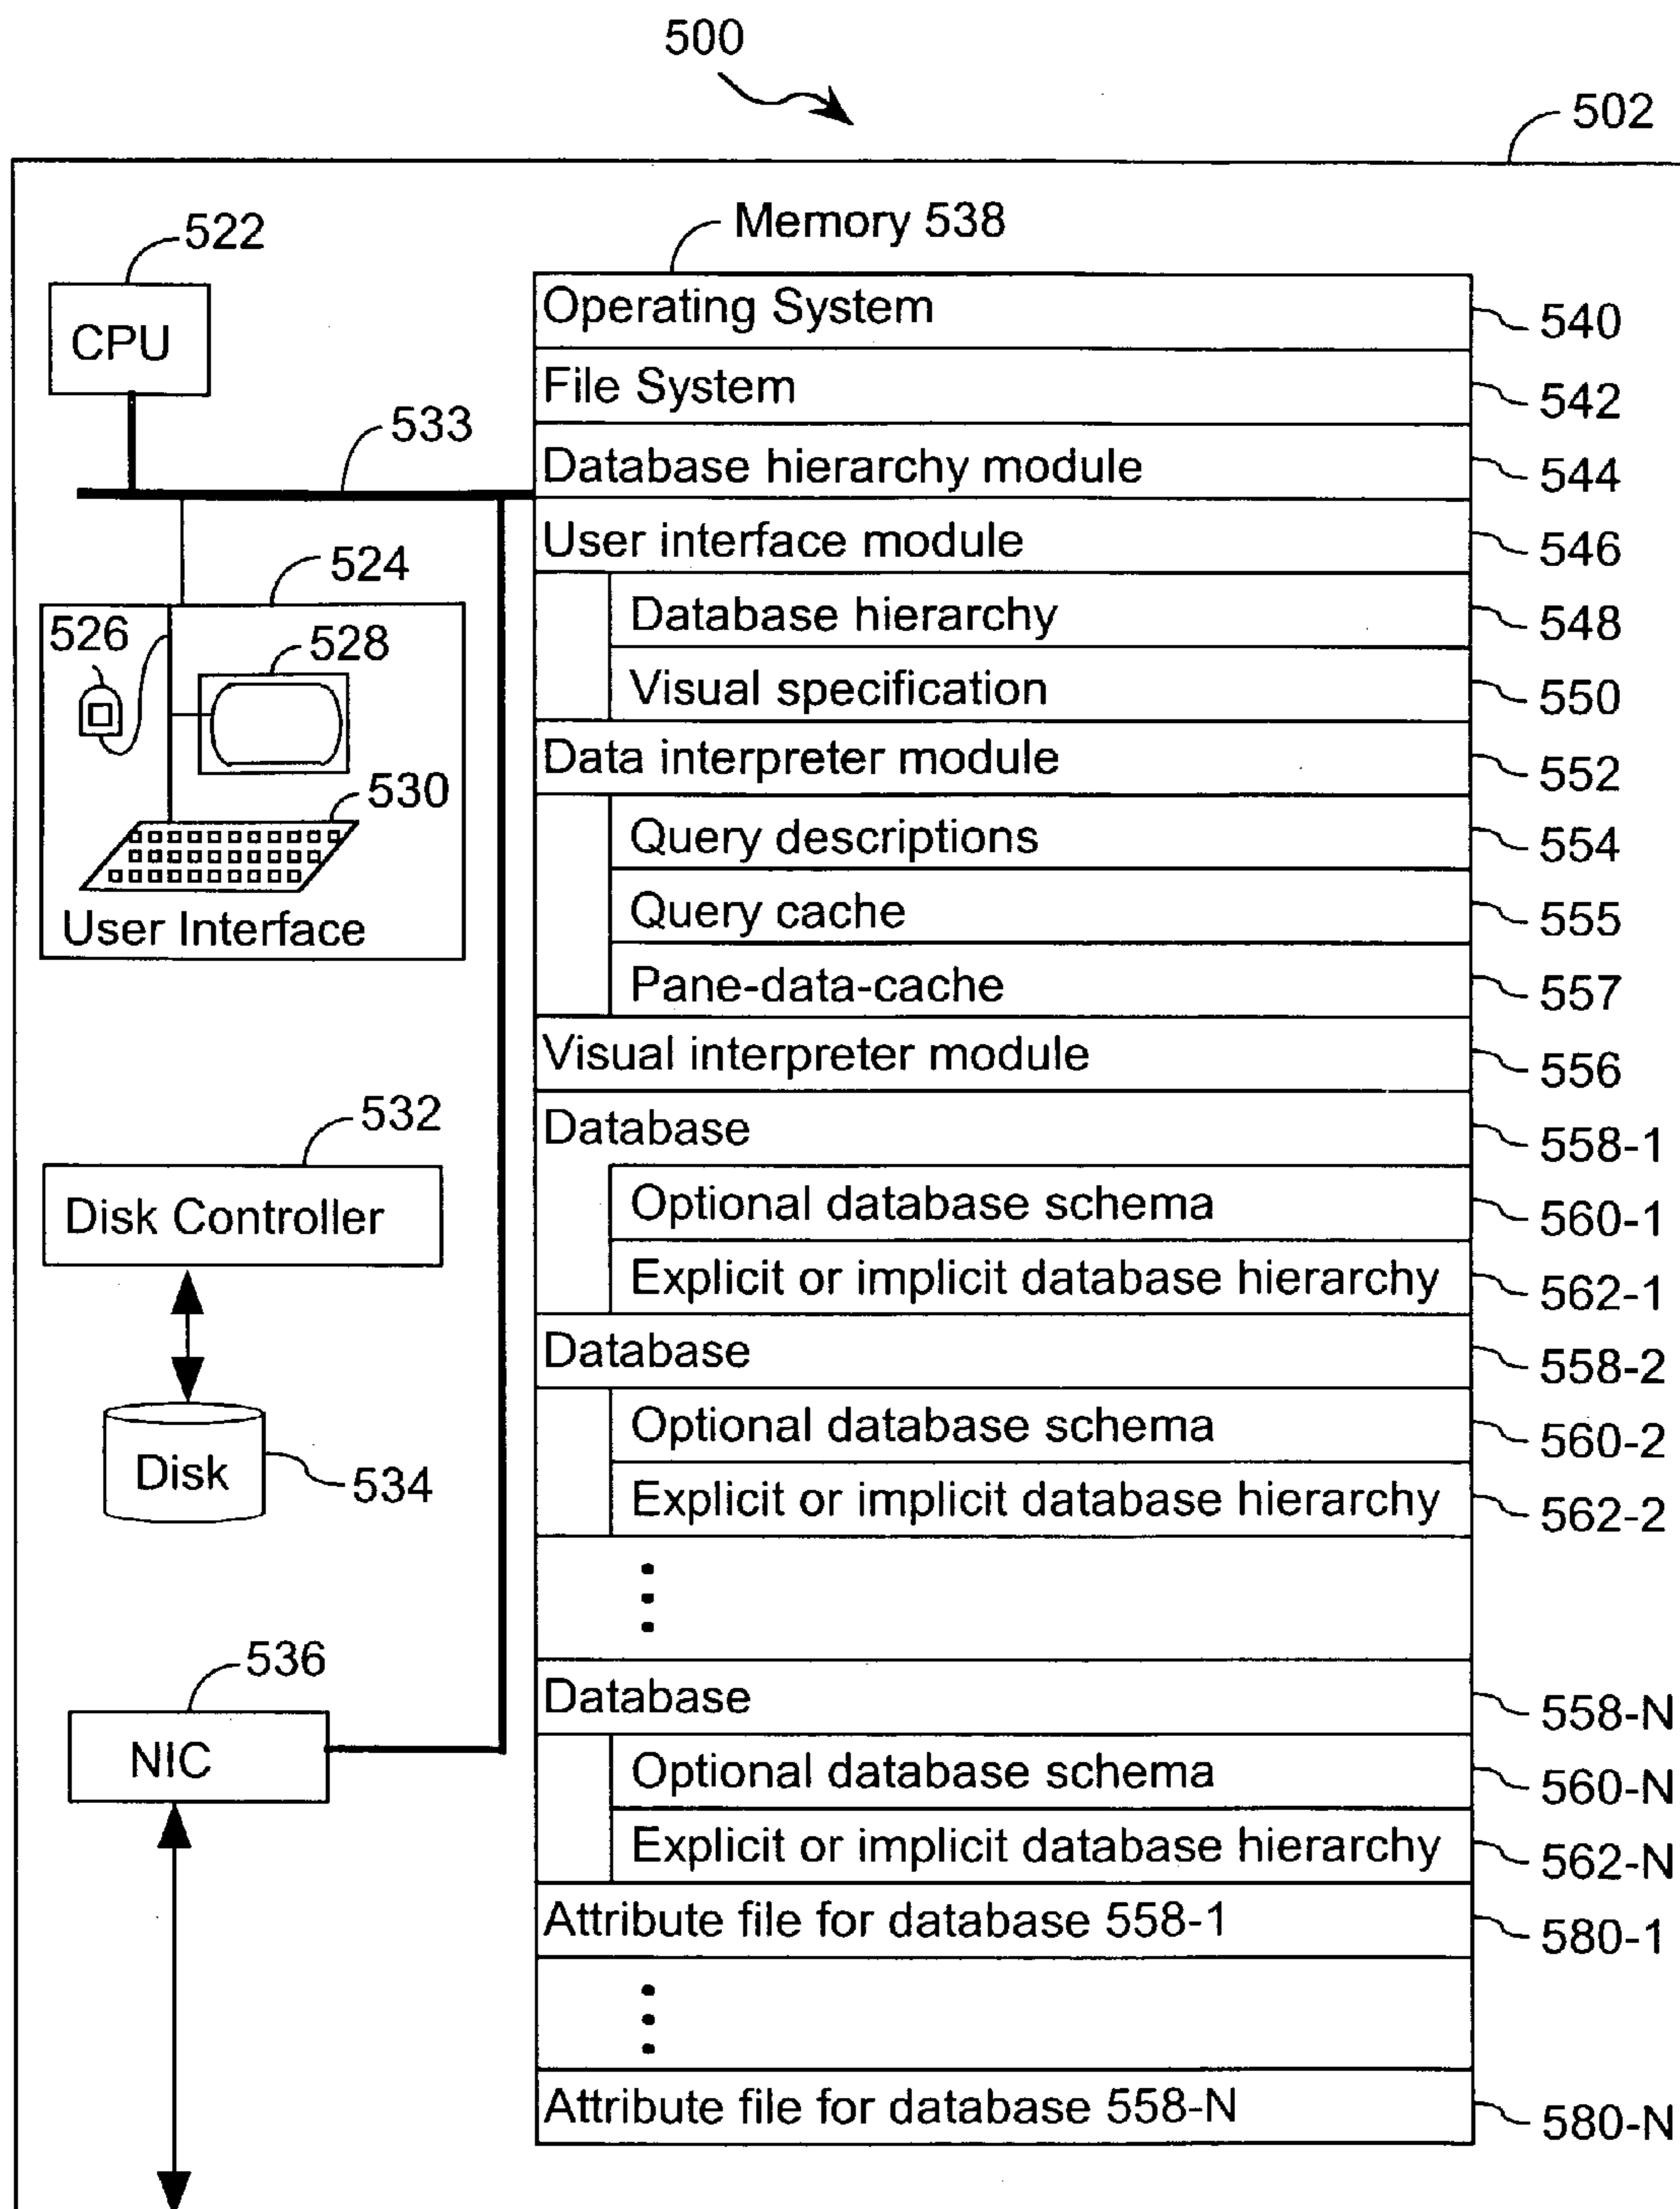 500
502
522
CPU
533
524
526
528
530
User Interface
532
Disk Controller
Disk
534
536
NIC
Memory 538
Operating System 540
File System 542
Database hierarchy module 544
User interface module 546
Database hierarchy 548
Visual specification 550
Data interpreter module 552
Query descriptions 554
Query cache 555
Pane-data-cache 557
Visual interpreter module 556
Database 558-1
Optional database schema 560-1
Explicit or implicit database hierarchy 562-1
Database 558-2
Optional database schema 560-2
Explicit or implicit database hierarchy 562-2
Database 558-N
Optional database schema 560-N
Explicit or implicit database hierarchy 562-N
Attribute file for database 558-1 580-1
Attribute file for database 558-N 580-N